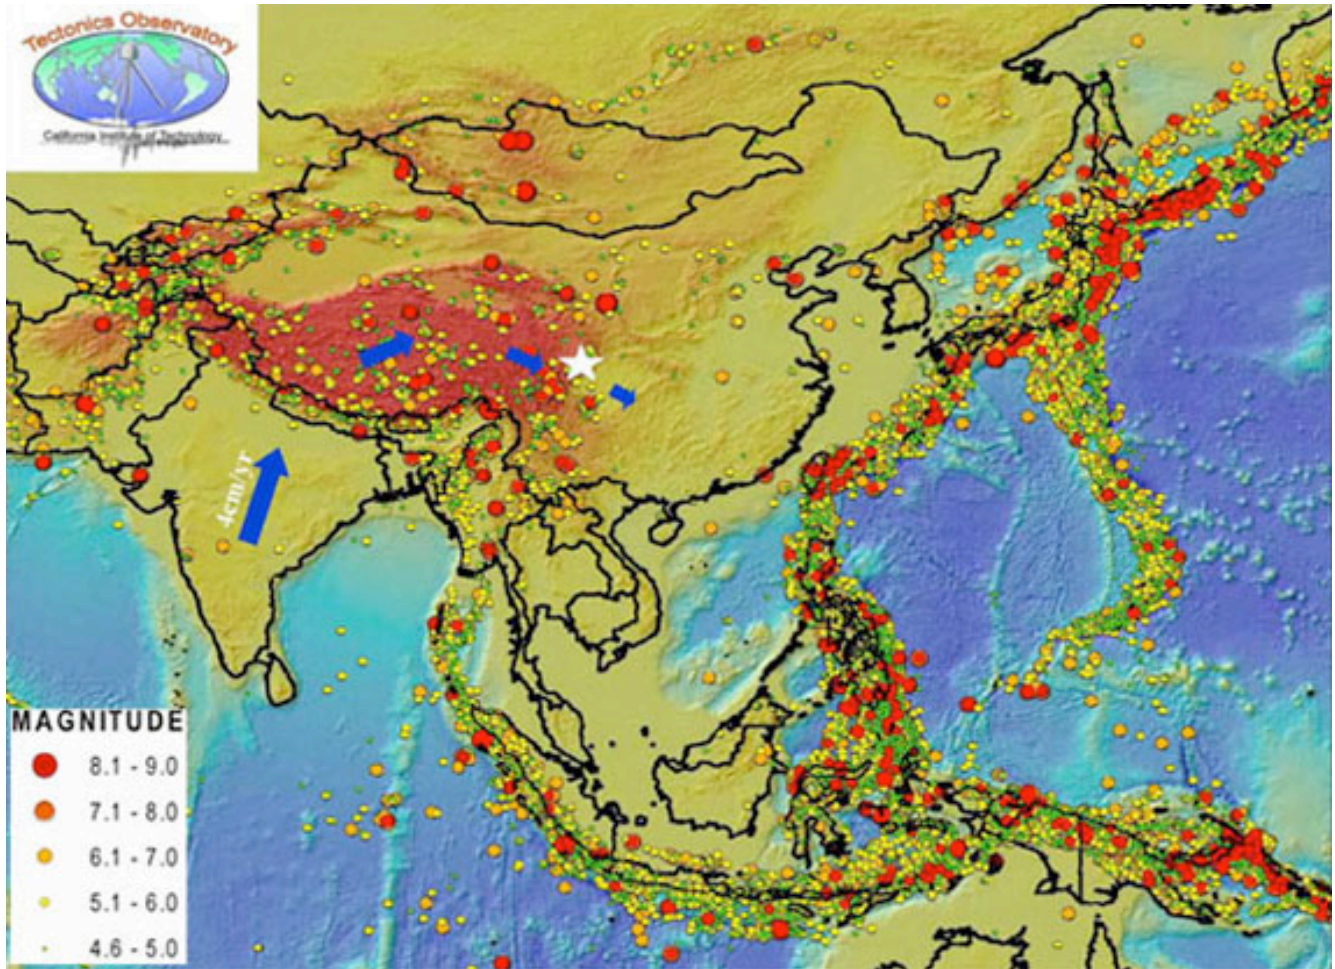 Tectonics Observatory
California Institute of Technology
4cm/yr
MAGNITUDE
8.1 - 9.0
7.1 - 8.0
6.1 - 7.0
5.1 - 6.0
4.6 - 5.0